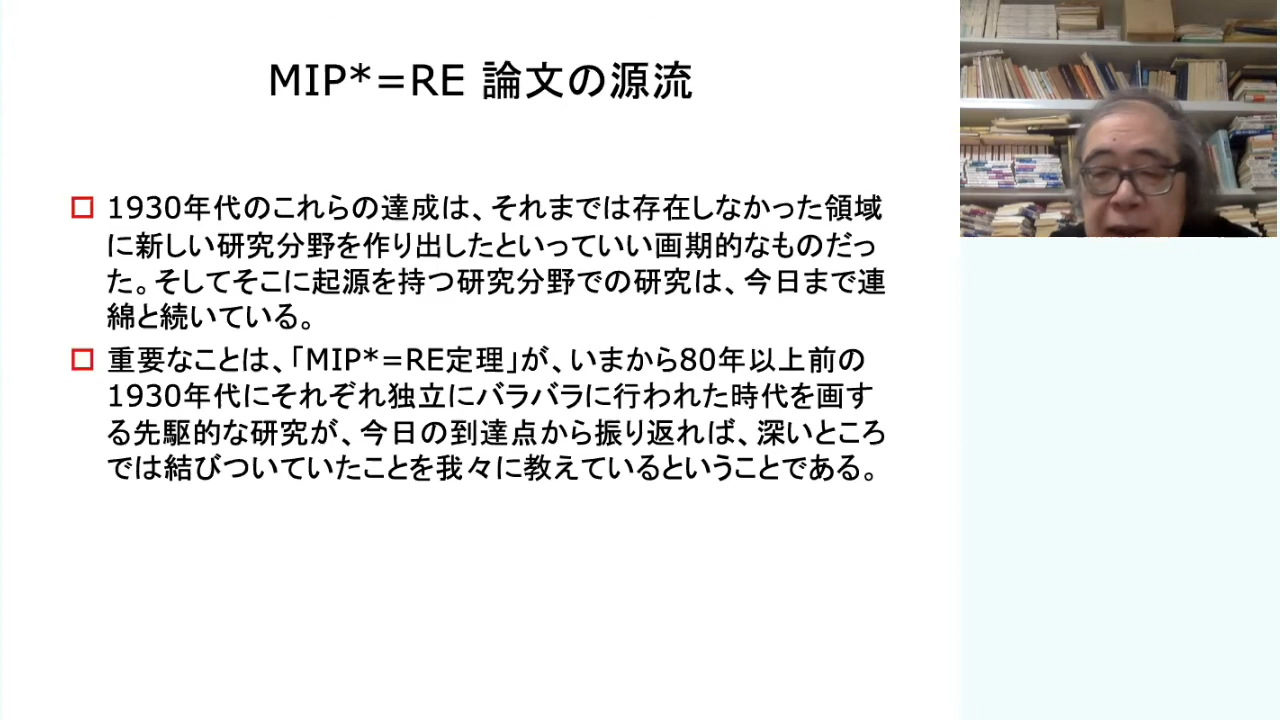 MIP*=RE 論文の源流
1930年代のこれらの達成は、それまでは存在しなかった領域
に新しい研究分野を作り出したといっていい画期的なものだっ
た。そしてそこに起源を持つ研究分野での研究は、今日まで連
綿と続いている。
重要なことは、「MIP*=RE定理」が、いまから80年以上前の
1930年代にそれぞれ独立にバラバラに行われた時代を画す
る先駆的な研究が、今日の到達点から振り返れば、深いところ
では結びついていたことを我々に教えているということである。